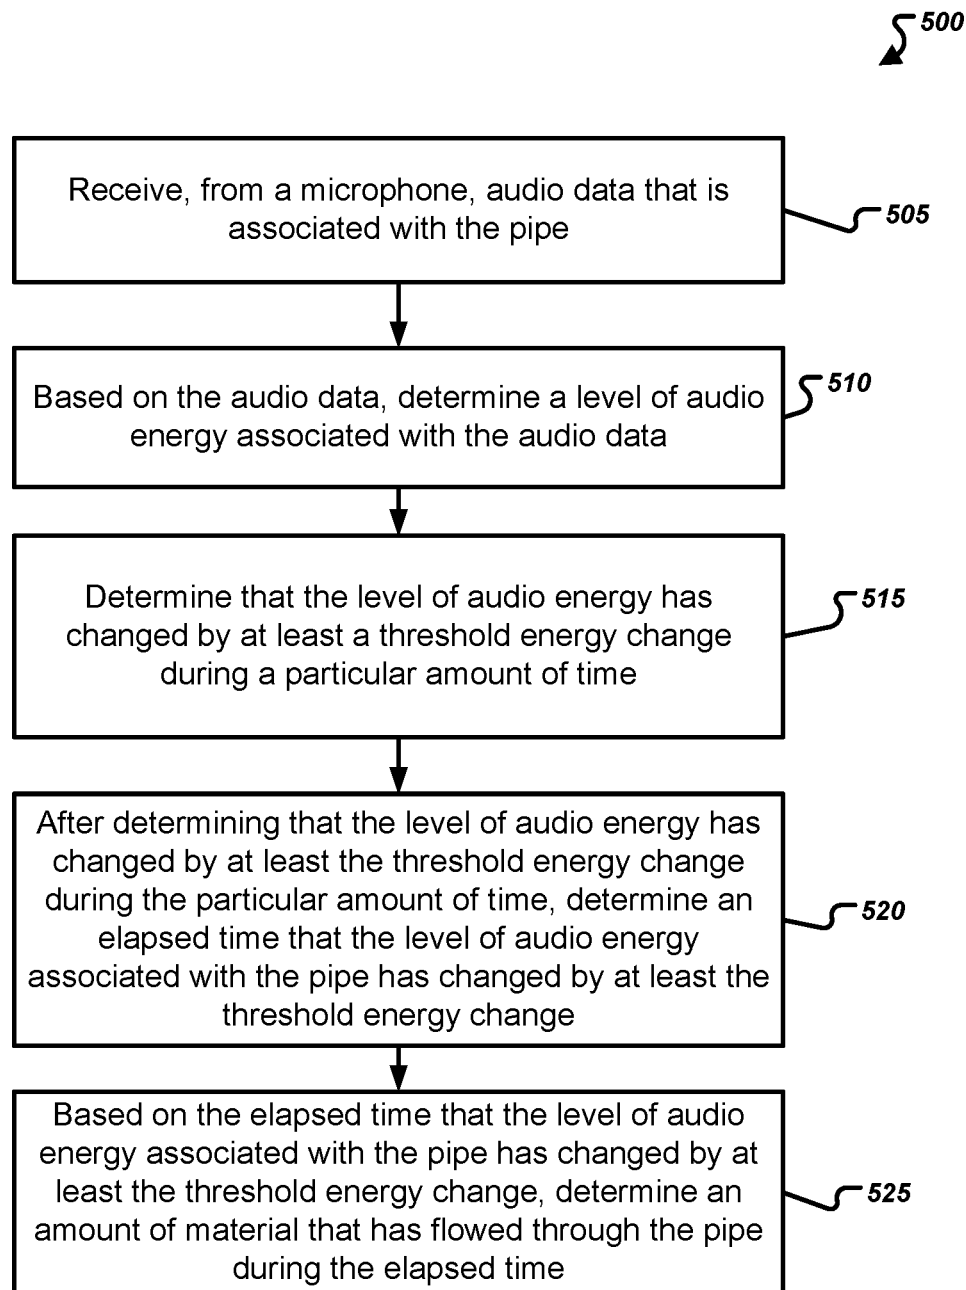 500
Receive, from a microphone, audio data that is
associated with the pipe
505
Based on the audio data, determine a level of audio
energy associated with the audio data
510
Determine that the level of audio energy has
changed by at least a threshold energy change
during a particular amount of time
515
After determining that the level of audio energy has
changed by at least the threshold energy change
during the particular amount of time, determine an
elapsed time that the level of audio energy
associated with the pipe has changed by at least the
threshold energy change
520
Based on the elapsed time that the level of audio
energy associated with the pipe has changed by at
least the threshold energy change, determine an
amount of material that has flowed through the pipe
during the elapsed time
525